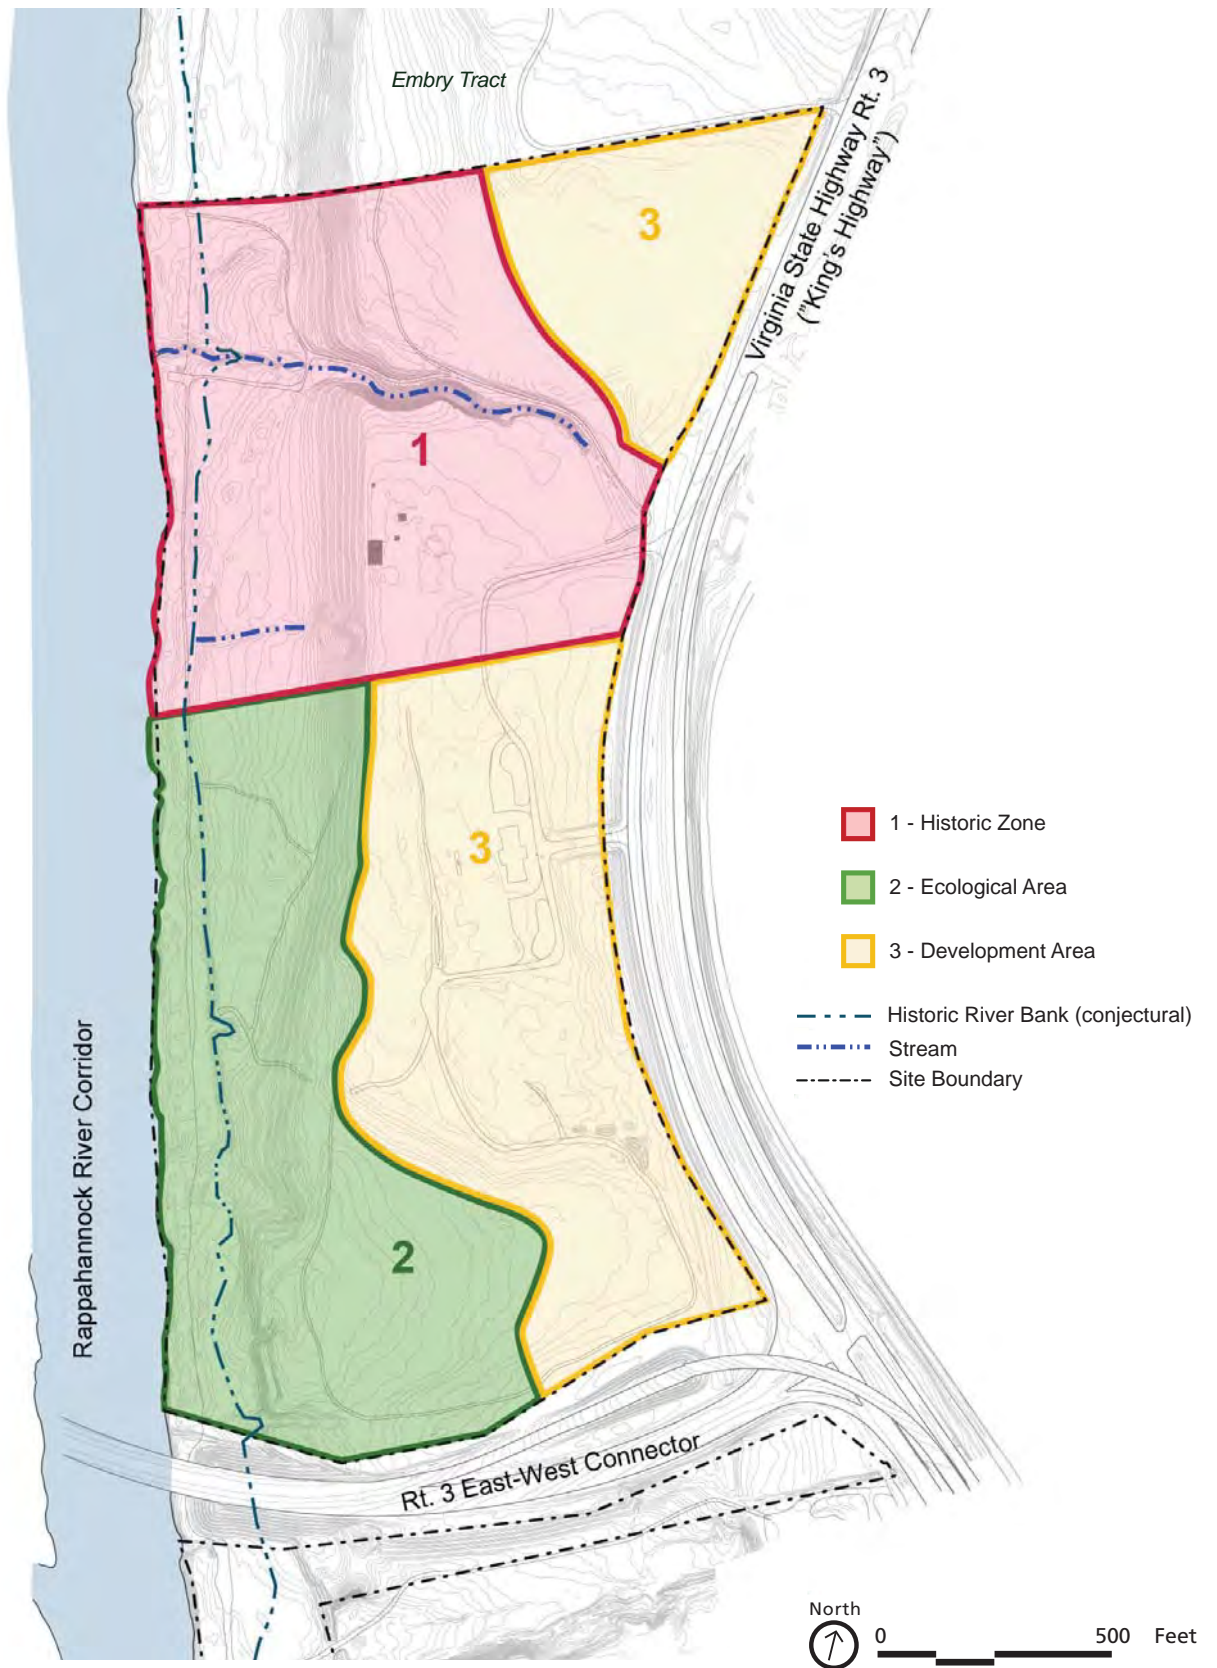 Embry Tract
Virginia State Highway Rt. 3
("King's Highway")
3
1
3
2
1 - Historic Zone
2 - Ecological Area
3 - Development Area
Historic River Bank (conjectural)
Stream
Site Boundary
Rappahannock River Corridor
Rt. 3 East-West Connector
North
0 500 Feet